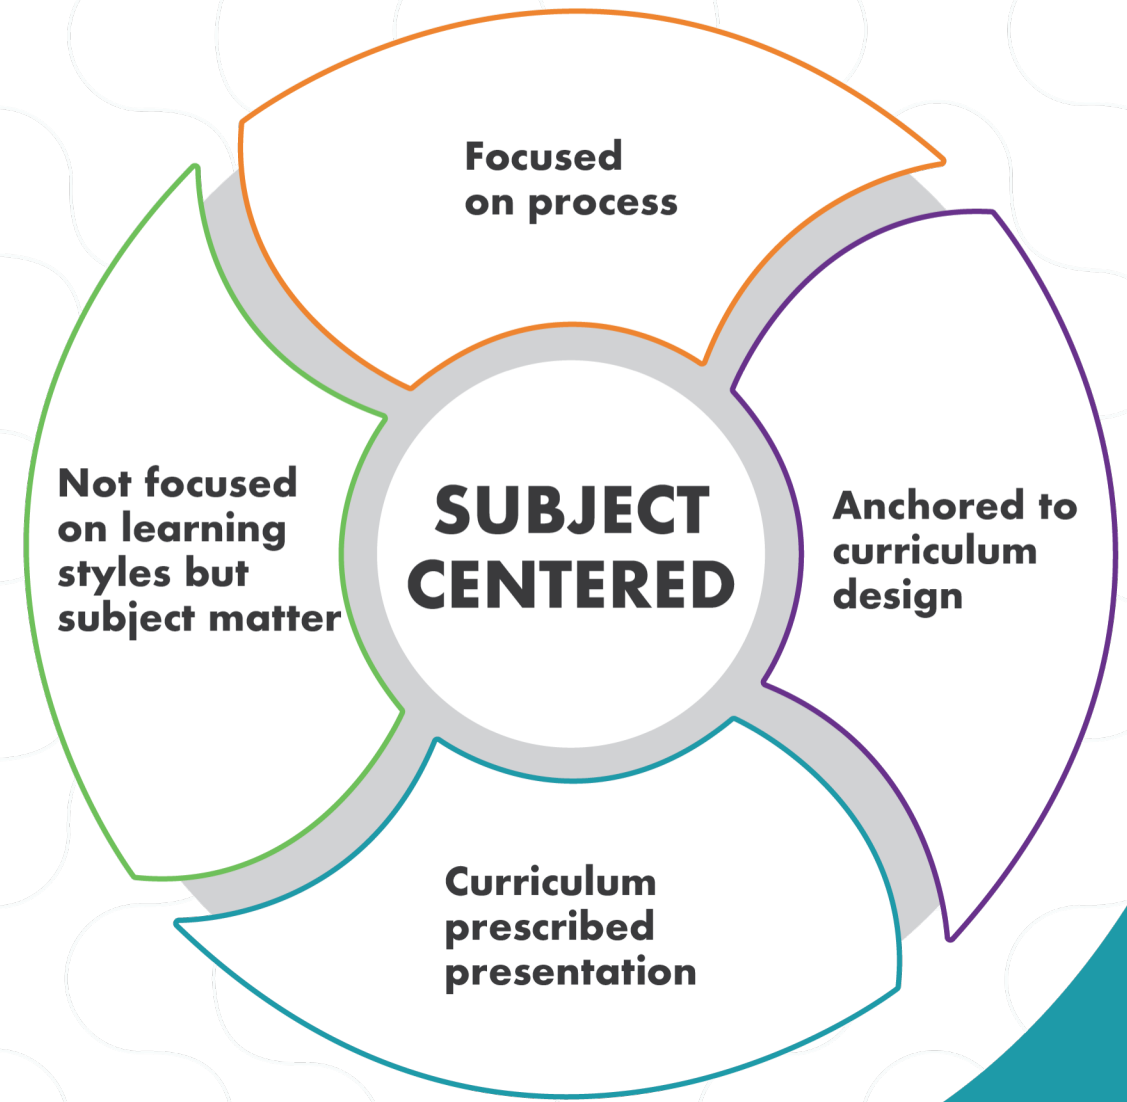 Focused
on process
Not focused
on learning
styles but
subject matter
SUBJECT
CENTERED
Anchored to
curriculum
design
Curriculum
prescribed
presentation